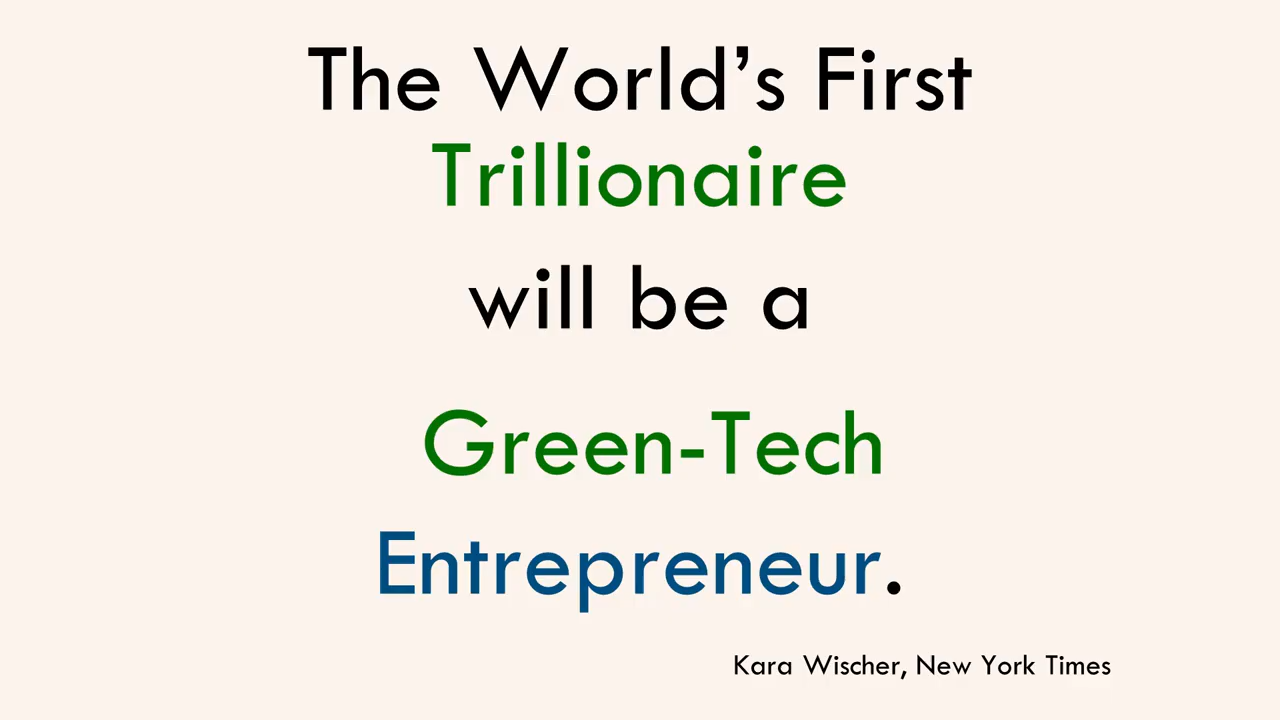 The World’s First
Trillionaire
will be a
Green-Tech
Entrepreneur.
Kara Wischer, New York Times